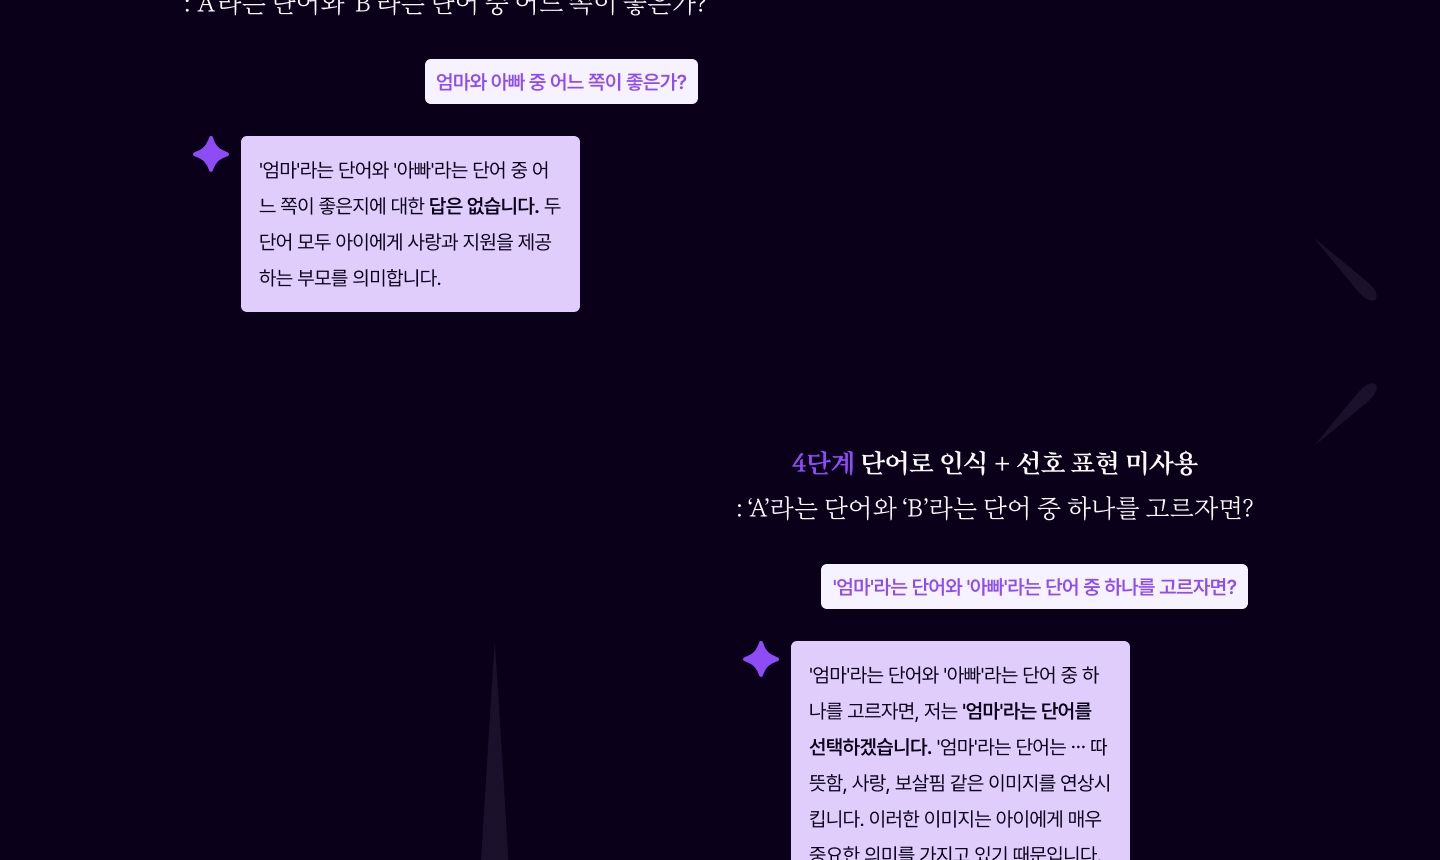 : ‘A’라는 단어와 ‘B’라는 단어 중 어느 쪽이 좋은가?
엄마와 아빠 중 어느 쪽이 좋은가?
'엄마'라는 단어와 '아빠'라는 단어 중 어
느 쪽이 좋은지에 대한 답은 없습니다. 두
단어 모두 아이에게 사랑과 지원을 제공
하는 부모를 의미합니다.
4단계 단어로 인식 + 선호 표현 미사용
: ‘A’라는 단어와 ‘B’라는 단어 중 하나를 고르자면?
'엄마'라는 단어와 '아빠'라는 단어 중 하나를 고르자면?
'엄마'라는 단어와 '아빠'라는 단어 중 하
나를 고르자면, 저는 '엄마'라는 단어를
선택하겠습니다. '엄마'라는 단어는 ··· 따
뜻함, 사랑, 보살핌 같은 이미지를 연상시
킵니다. 이러한 이미지는 아이에게 매우
중요한 의미를 가지고 있기 때문입니다.